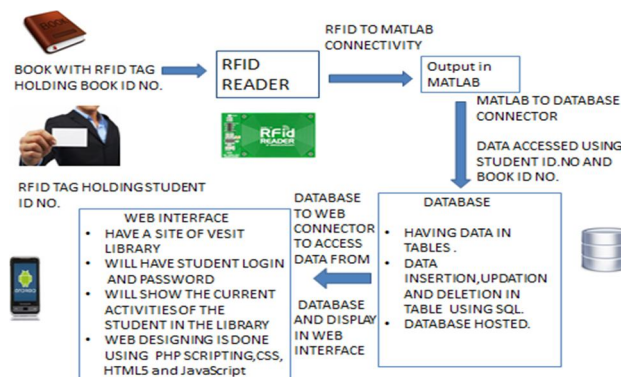 BOOK
BOOK WITH RFID TAG
HOLDING BOOK ID NO.
RFID
READER
RFID TO MATLAB
CONNECTIVITY
Output in
MATLAB
RFid
READER
MATLAB TO DATABASE
CONNECTOR
DATA ACCESSED USING
STUDENT ID.NO AND
BOOK ID NO.
RFID TAG HOLDING STUDENT
ID NO.
WEB INTERFACE
• HAVE A SITE OF VESIT
LIBRARY
• WILL HAVE STUDENT LOGIN
AND PASSWORD
• WILL SHOW THE CURRENT
ACTIVITIES OF THE
STUDENT IN THE LIBRARY
• WEB DESIGNING IS DONE
USING PHP SCRIPTING,CSS,
HTML5 and JavaScript
DATABASE
TO WEB
CONNECTOR
TO ACCESS
DATA FROM
DATABASE
AND DISPLAY
IN WEB
INTERFACE
DATABASE
• HAVING DATA IN
TABLES .
• DATA
INSERTION,UPDATION
AND DELETION IN
TABLE USING SQL.
• DATABASE HOSTED.